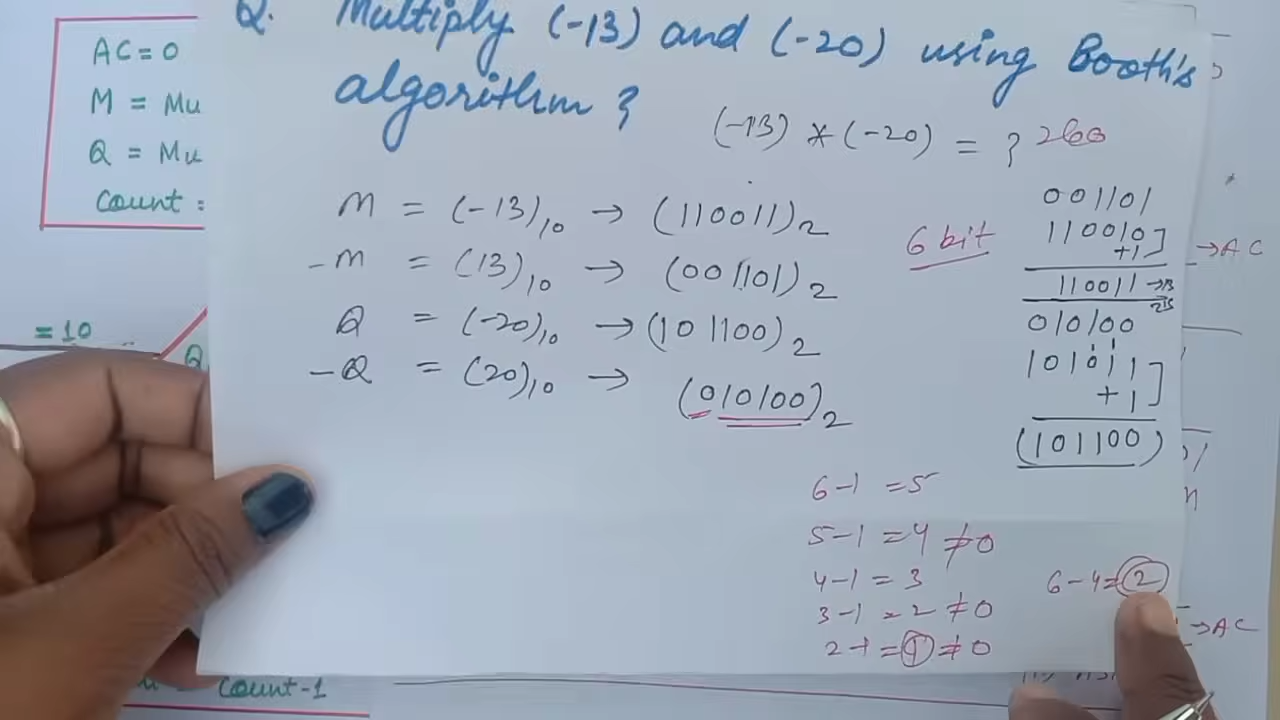 Q. Multiply (-13) and (-20) using Booth's
algorithm ?
(-13) * (-20) = ? 260
AC = 0
M = Mu
Q = Mu
Count =
= 10
M = (-13)10 → (110011)2
-M = (13)10 → (001101)2
Q = (-20)10 → (101100)2
-Q = (20)10 → (010100)2
6 bit
001101
110010
+1
110011
010100
101011
+1
(101100)
→ AC
6-1 = 5
5-1 = 4 ≠ 0
4-1 = 3
3-1 = 2 ≠ 0
2-1 = 1 ≠ 0
6-4 = 2
→ AC
Count-1